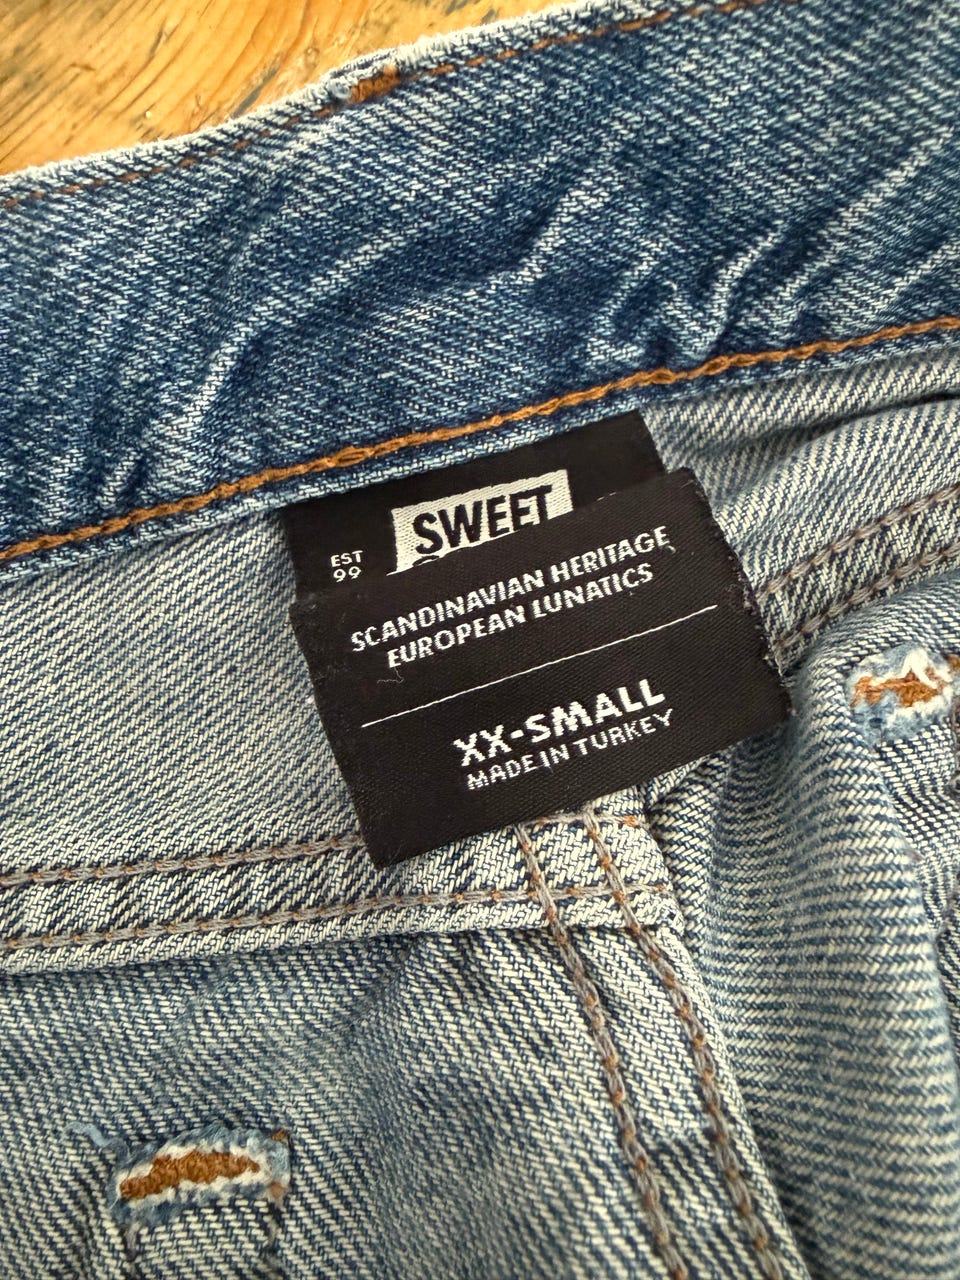 SWEET
EST
99
SCANDINAVIAN HERITAGE
EUROPEAN LUNATICS
XX-SMALL
MADE IN TURKEY